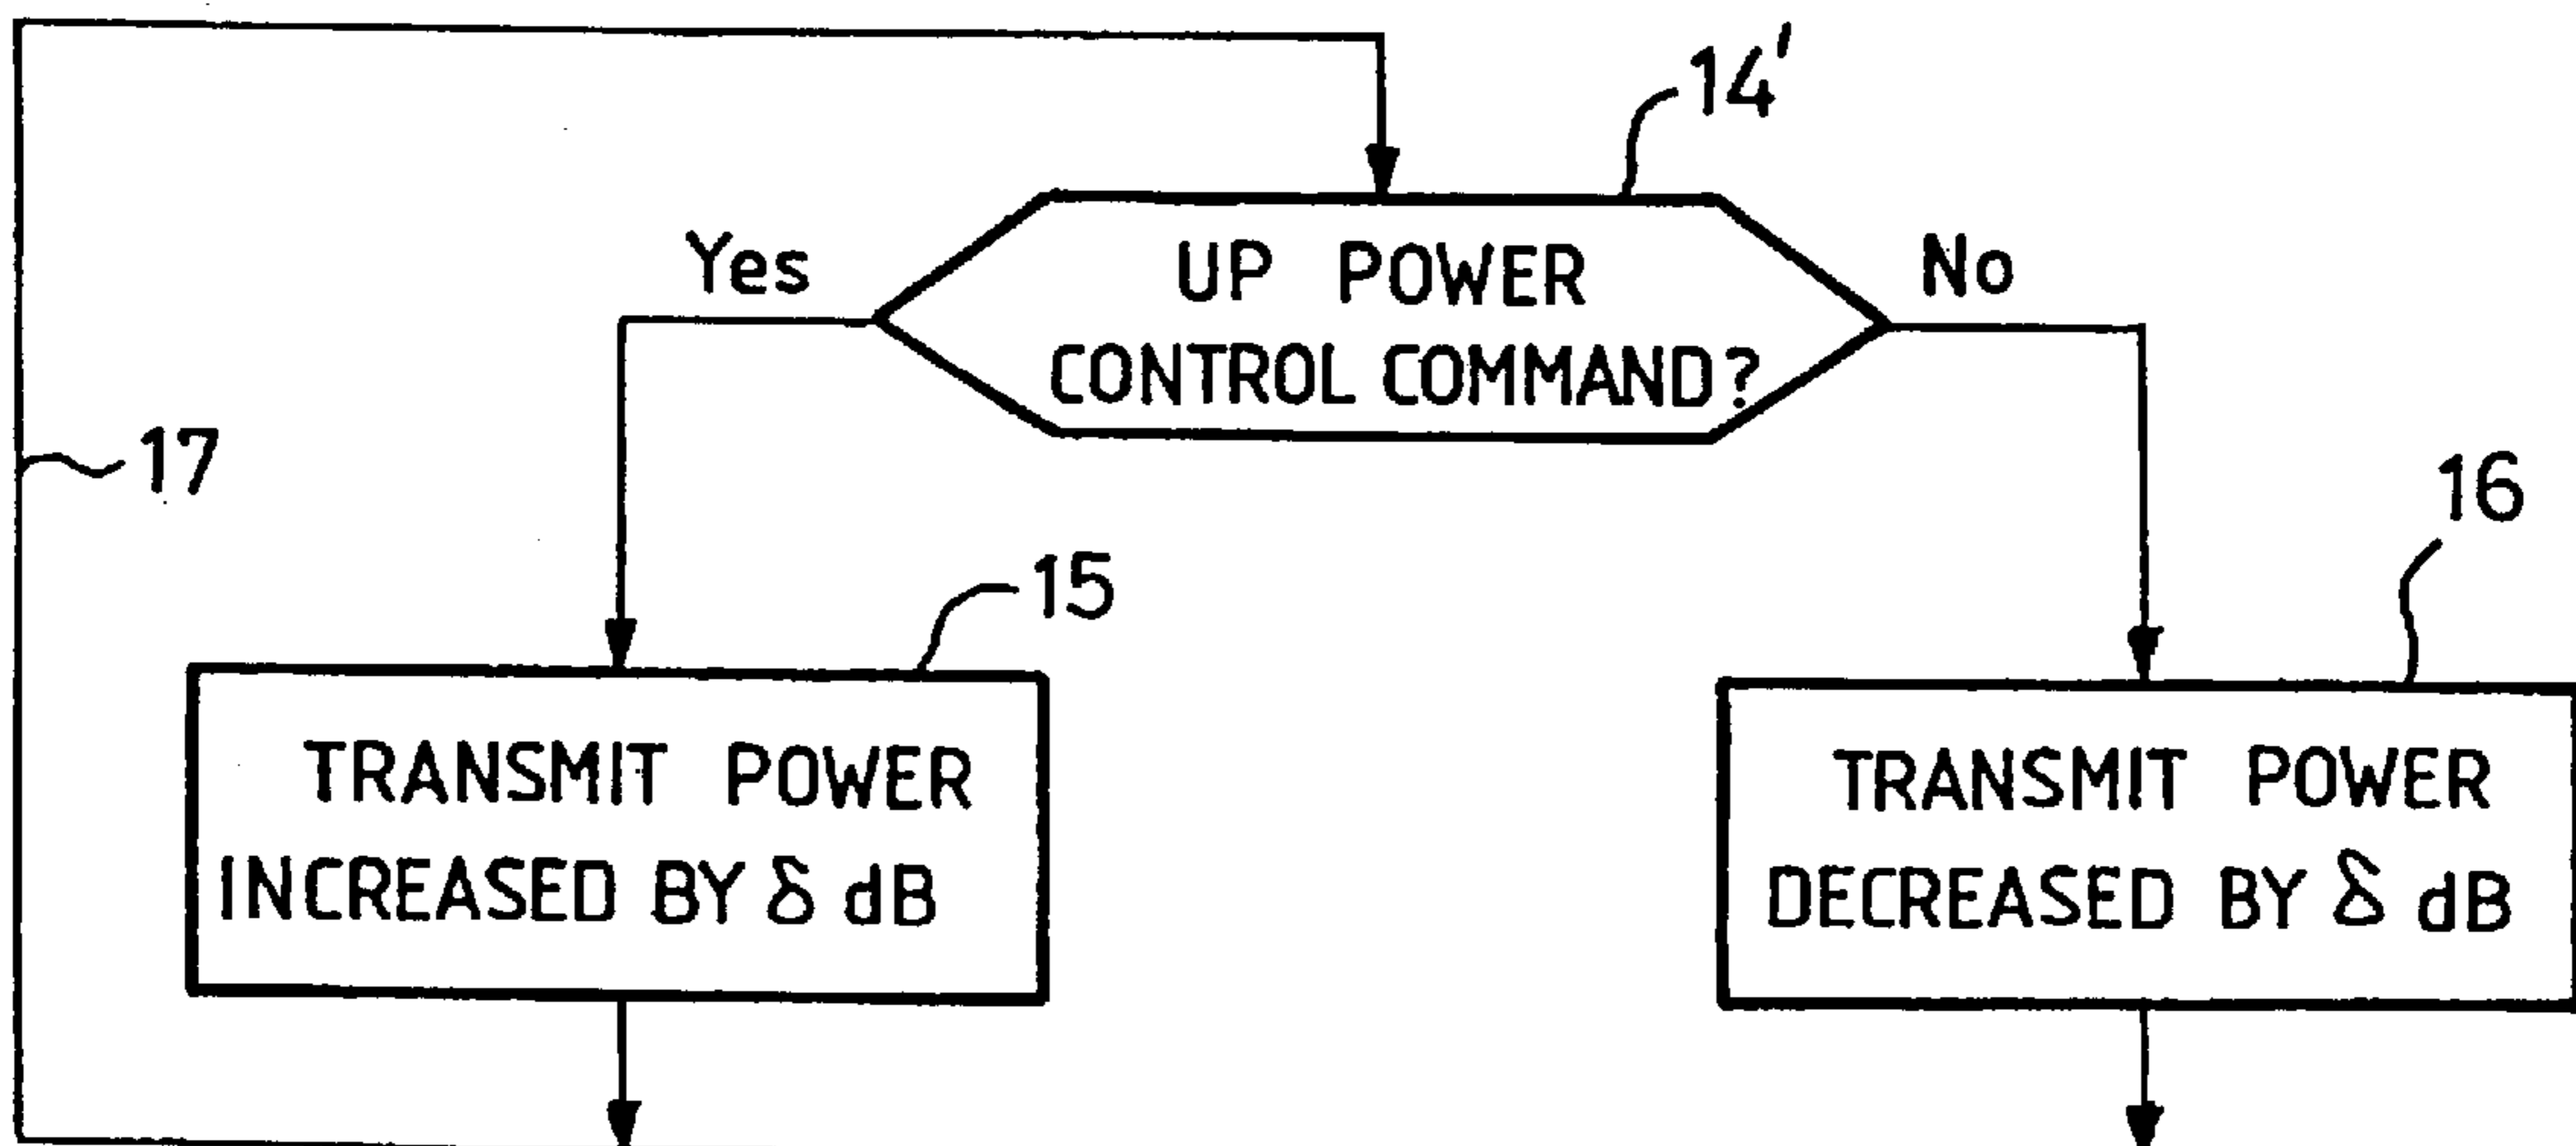 14'
Yes
UP POWER
CONTROL COMMAND?
No
17
16
15
TRANSMIT POWER
INCREASED BY δ dB
TRANSMIT POWER
DECREASED BY δ dB